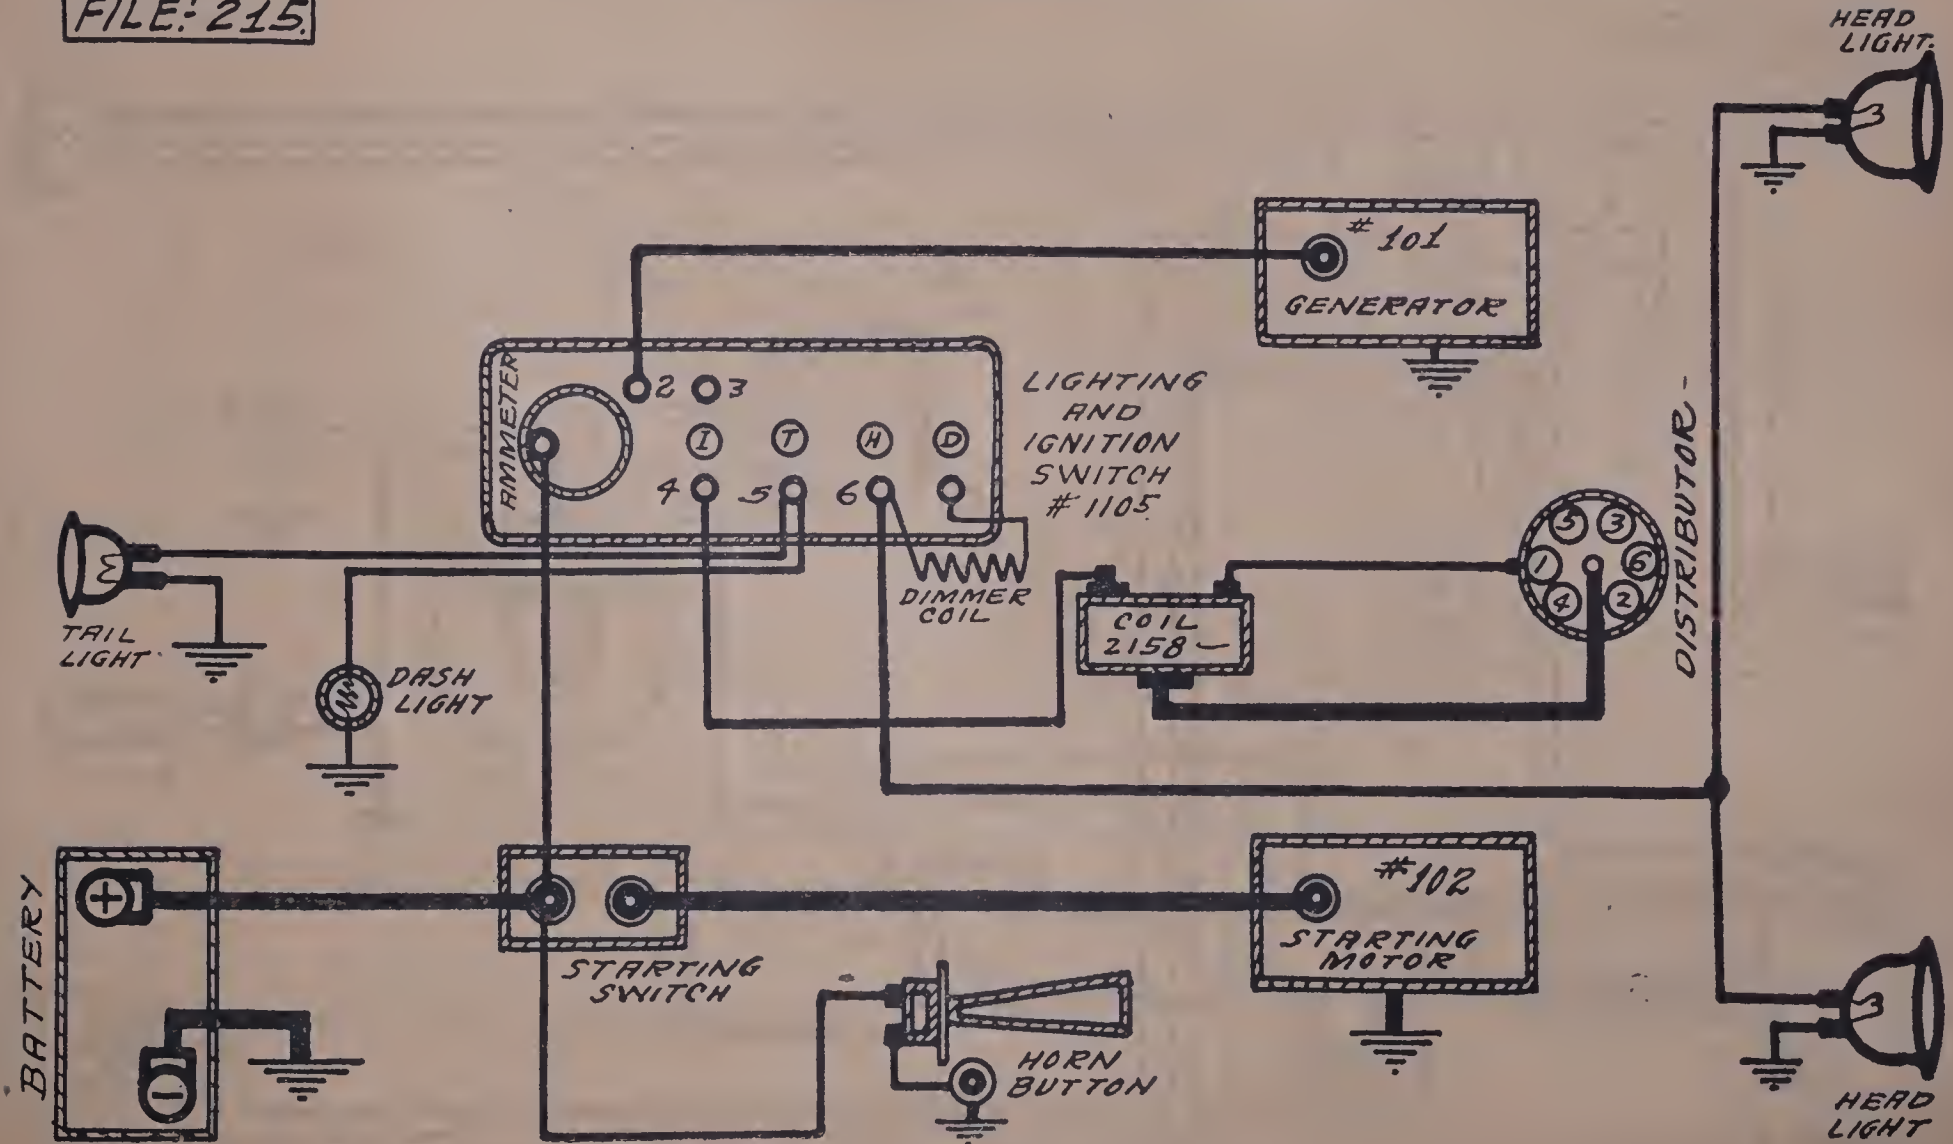 FILE:- 215.
HEAD
LIGHT.
# 101
GENERATOR
AMMETER
2 3
I T H D
4 5 6
LIGHTING
AND
IGNITION
SWITCH
# 1105
DISTRIBUTOR-
5 3
1 6
4 2
DIMMER
COIL
COIL
2158 -
TAIL
LIGHT
DASH
LIGHT
BATTERY
+
-
STARTING
SWITCH
#102
STARTING
MOTOR
HORN
BUTTON
HEAD
LIGHT